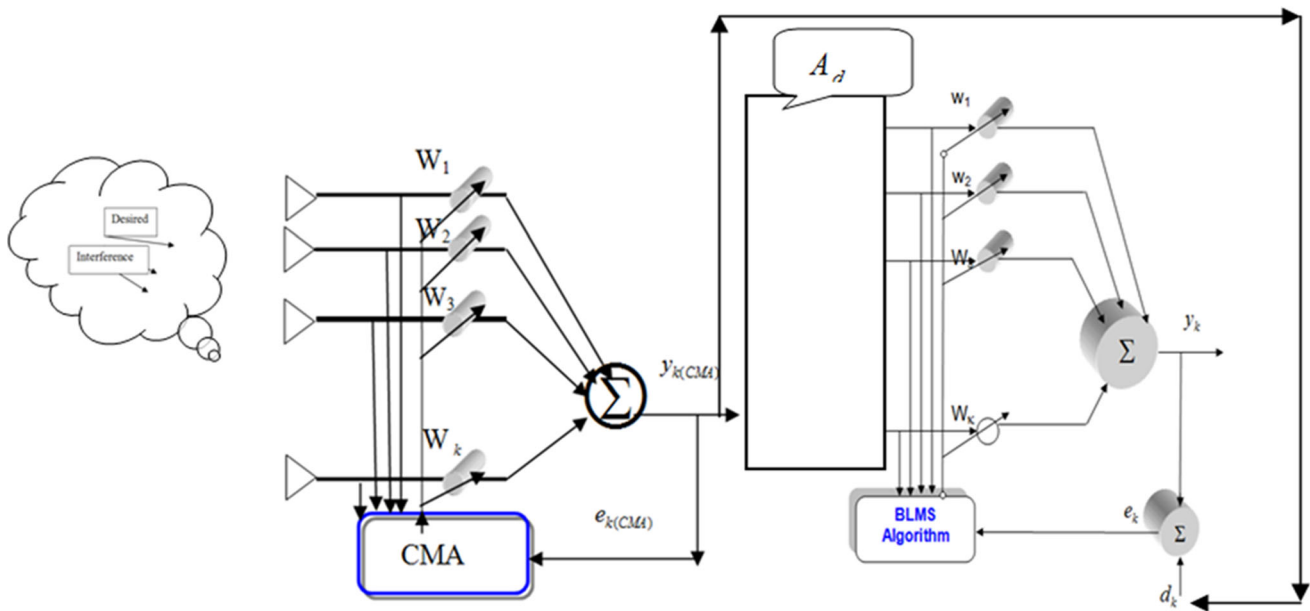 Desired
Interference
W1
W2
W3
Wk
CMA
yk(CMA)
ek(CMA)
Ad
w1
w2
WK
BLMS
Algorithm
Σ
Σ
yk
ek
Σ
dk